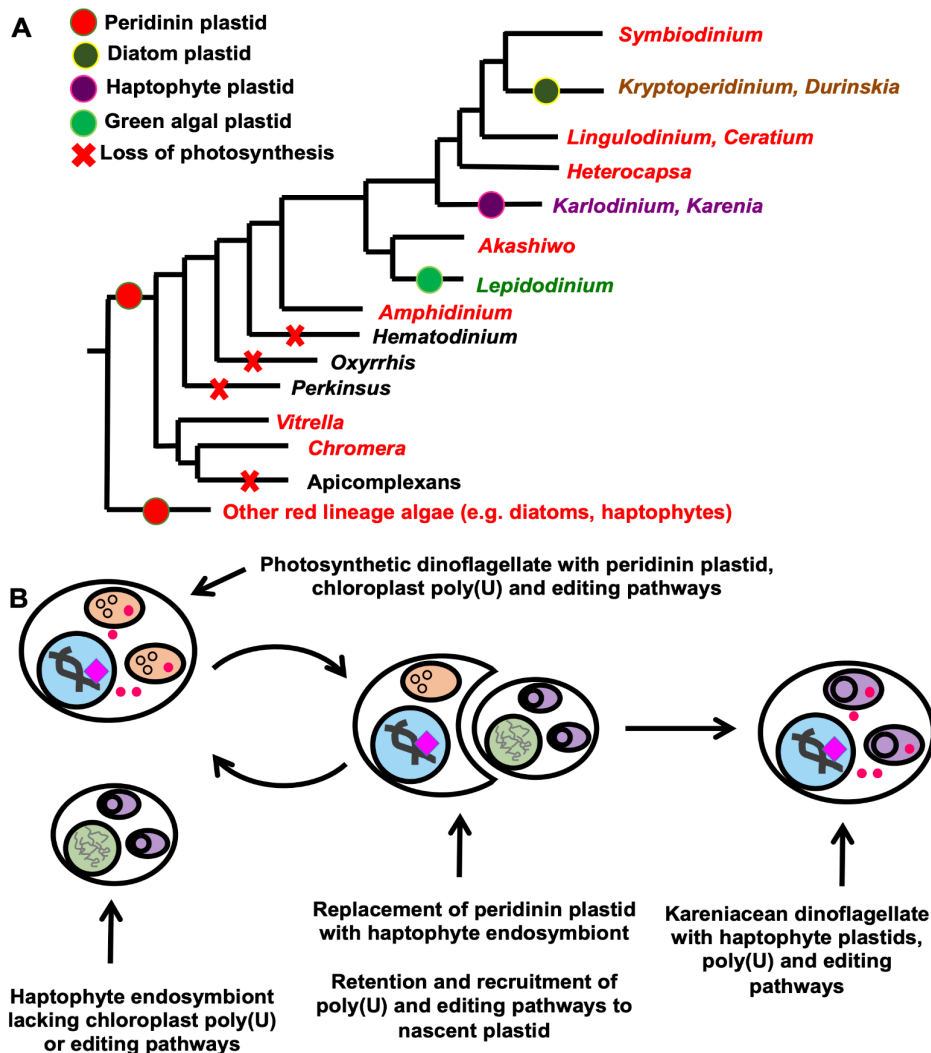 A
Peridinin plastid
Diatom plastid
Haptophyte plastid
Green algal plastid
Loss of photosynthesis
Symbiodinium
Kryptoperidinium, Durinskia
Lingulodinium, Ceratium
Heterocapsa
Karlodinium, Karenia
Akashiwo
Lepidodinium
Amphidinium
Hematodinium
Oxyrrhis
Perkinsus
Vitrella
Chromera
Apicomplexans
Other red lineage algae (e.g. diatoms, haptophytes)
B
Photosynthetic dinoflagellate with peridinin plastid,
chloroplast poly(U) and editing pathways
Haptophyte endosymbiont
lacking chloroplast poly(U)
or editing pathways
Replacement of peridinin plastid
with haptophyte endosymbiont
Retention and recruitment of
poly(U) and editing pathways to
nascent plastid
Kareniacean dinoflagellate
with haptophyte plastids,
poly(U) and editing
pathways